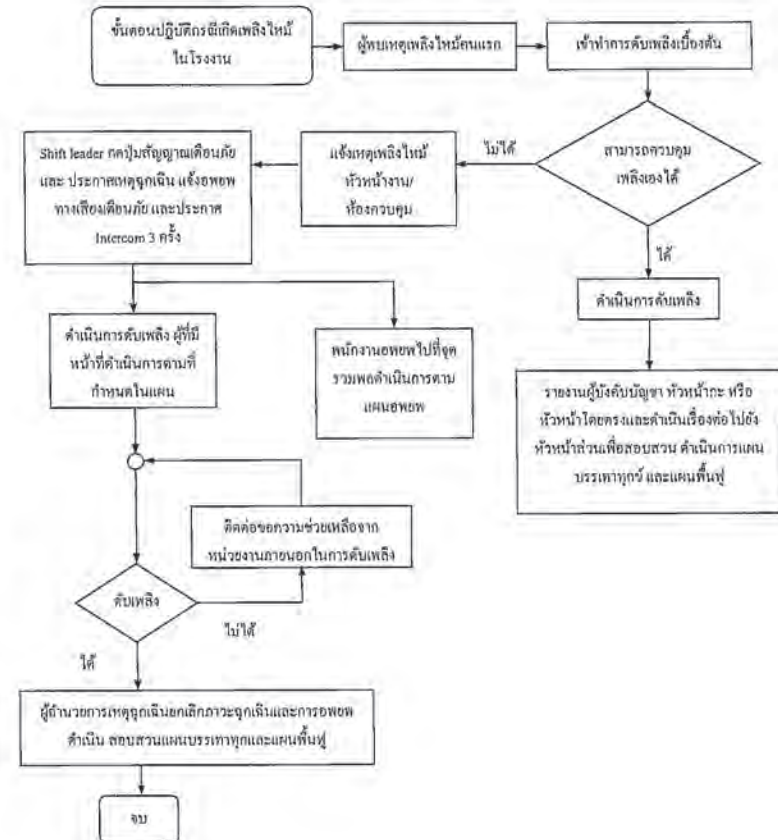 ขั้นตอนปฏิบัติกรณีเกิดเพลิงไหม้
ในโรงงาน
ผู้พบเหตุเพลิงไหม้คนแรก
เข้าทำการดับเพลิงเบื้องต้น
สามารถควบคุม
เพลิงเองได้
ไม่ได้
แจ้งเหตุเพลิงไหม้
หัวหน้างาน/
ห้องควบคุม
Shift leader กดปุ่มสัญญาณเตือนภัย
และ ประกาศเหตุฉุกเฉิน แจ้งอพยพ
ทางเสียงเตือนภัย และประกาศ
Intercom 3 ครั้ง
ได้
ดำเนินการดับเพลิง
รายงานผู้บังคับบัญชา หัวหน้ากะ หรือ
หัวหน้าโดยตรงและดำเนินเรื่องต่อไปยัง
หัวหน้าส่วนเพื่อสอบสวน ดำเนินการแผน
บรรเทาทุกข์ และแผนฟื้นฟู
ดำเนินการดับเพลิง ผู้ที่มี
หน้าที่ดำเนินการตามที่
กำหนดในแผน
พนักงานอพยพไปที่จุด
รวมพลดำเนินการตาม
แผนอพยพ
ติดต่อขอความช่วยเหลือจาก
หน่วยงานภายนอกในการดับเพลิง
ดับเพลิง
ไม่ได้
ได้
ผู้อำนวยการเหตุฉุกเฉินยกเลิกภาวะฉุกเฉินและการอพยพ
ดำเนิน สอบสวนแผนบรรเทาทุกและแผนฟื้นฟู
จบ